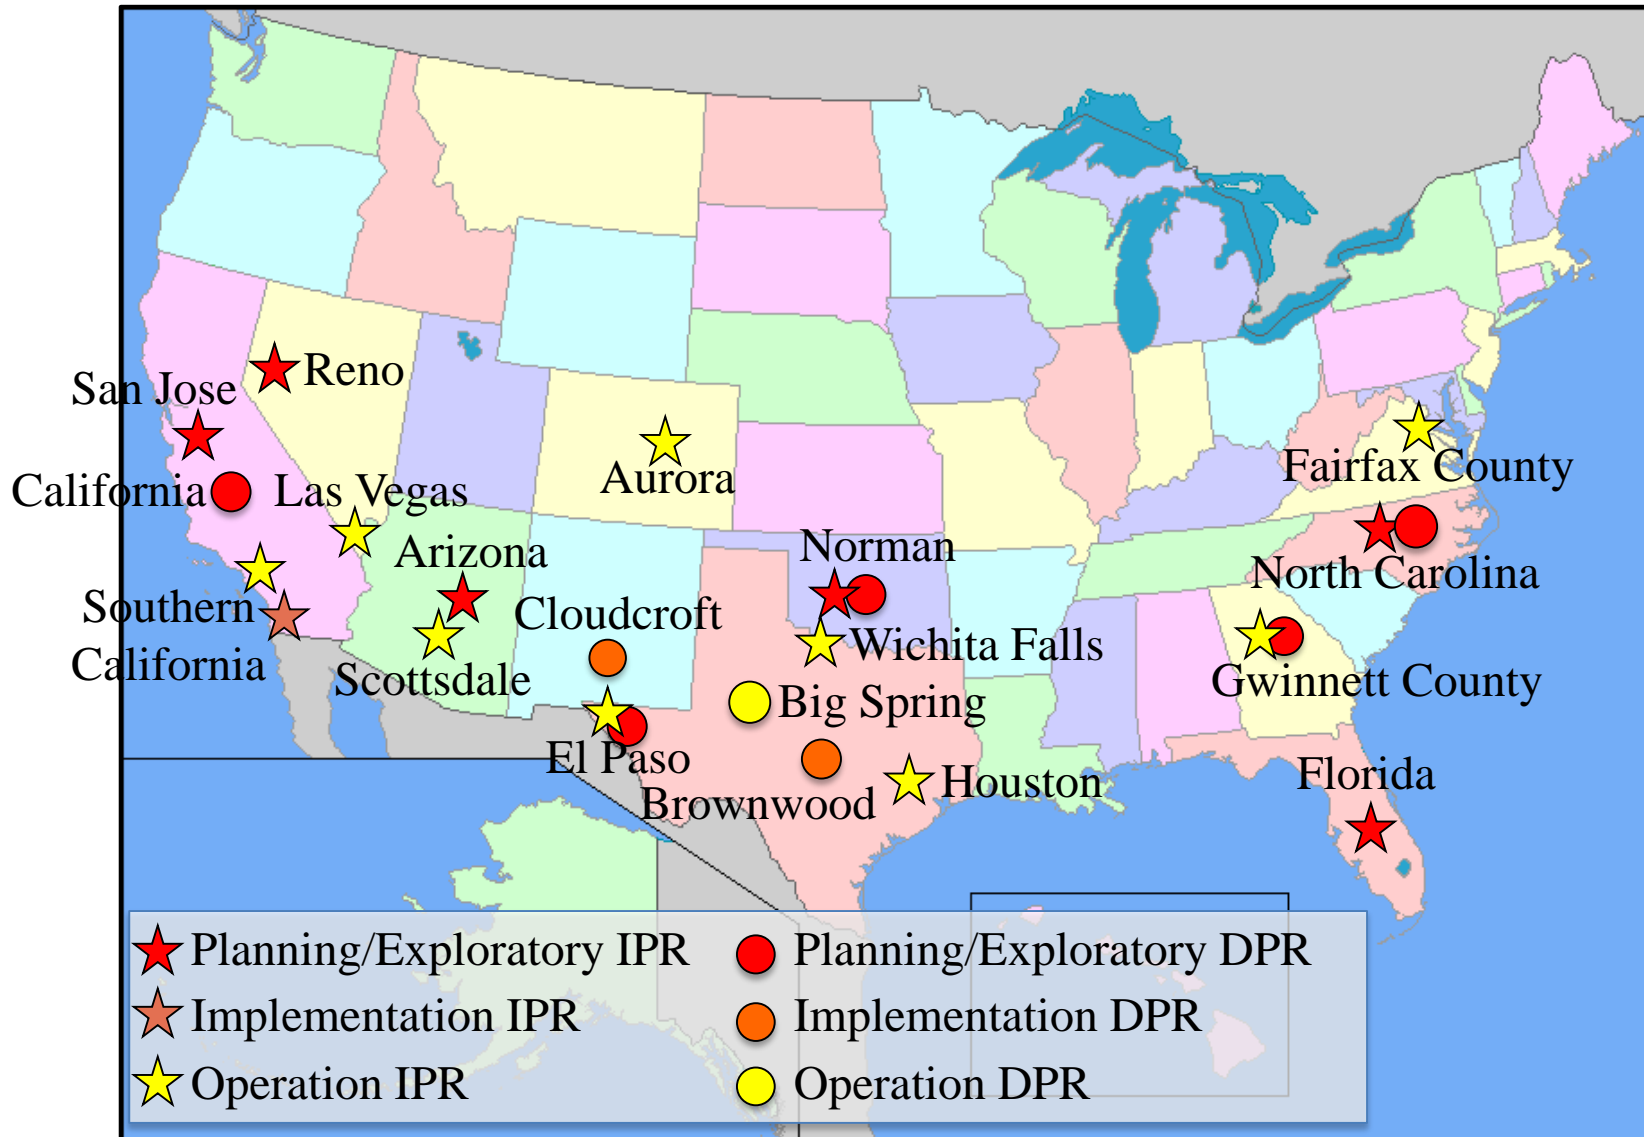 Reno
San Jose
California
Las Vegas
Aurora
Fairfax County
Arizona
Norman
North Carolina
Southern
California
Cloudcroft
Scottsdale
Wichita Falls
Gwinnett County
Big Spring
El Paso
Brownwood
Houston
Florida
Planning/Exploratory IPR
Planning/Exploratory DPR
Implementation IPR
Implementation DPR
Operation IPR
Operation DPR